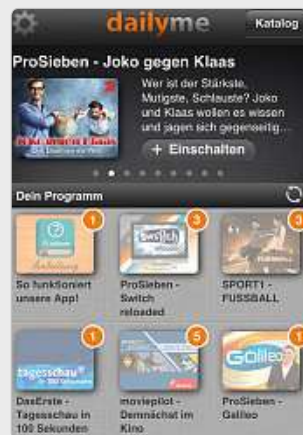 dailyme
Katalog
ProSieben - Joko gegen Klaas
Wer ist der Stärkste,
Mutigste, Schlauste? Joko
und Klaas wollen es wissen
und jagen sich gegenseitig...
+ Einschalten
Dein Programm
1
3
3
So funktioniert
unsere App!
ProSieben -
Switch
reloaded
SPORT1 -
FUSSBALL
1
5
1
tagesschau
Galileo
DasErste -
Tagesschau in
100 Sekunden
moviepilot -
Demnächst im
Kino
ProSieben -
Galileo